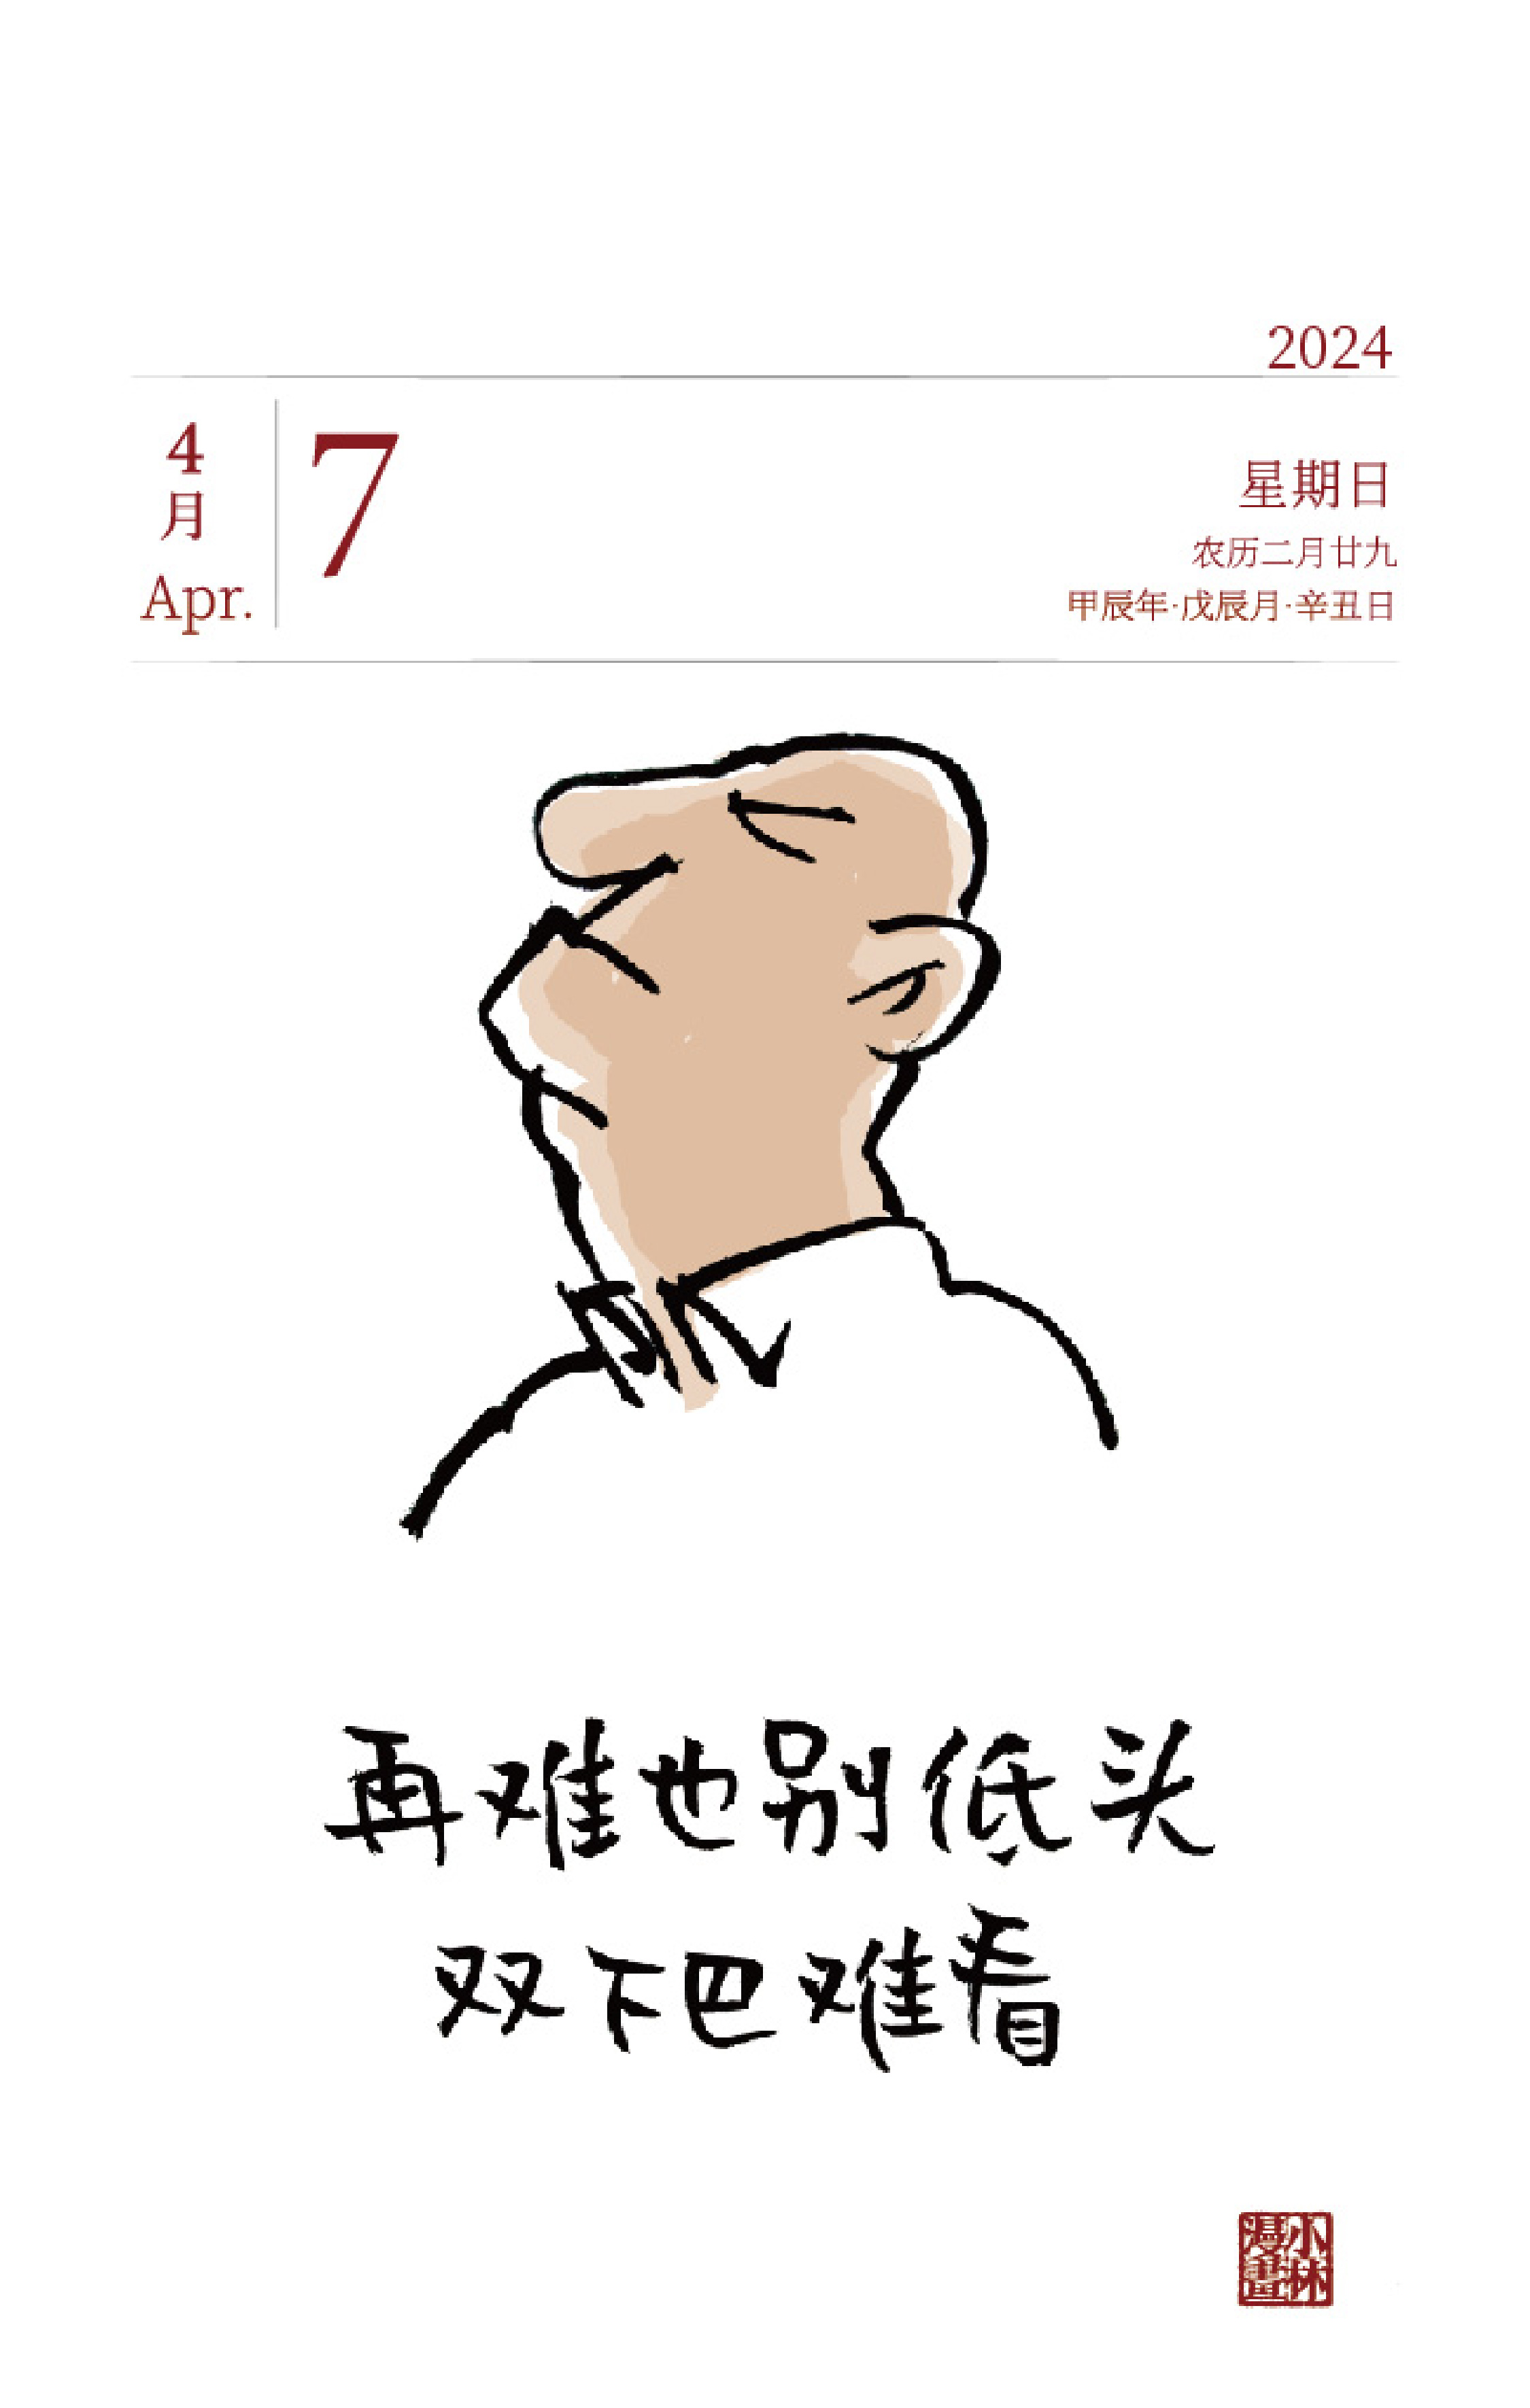 2024
4
月
Apr.
7
星期日
农历二月廿九
甲辰年·戊辰月·辛丑日
再难也别低头
双下巴难看
小林
漫畫